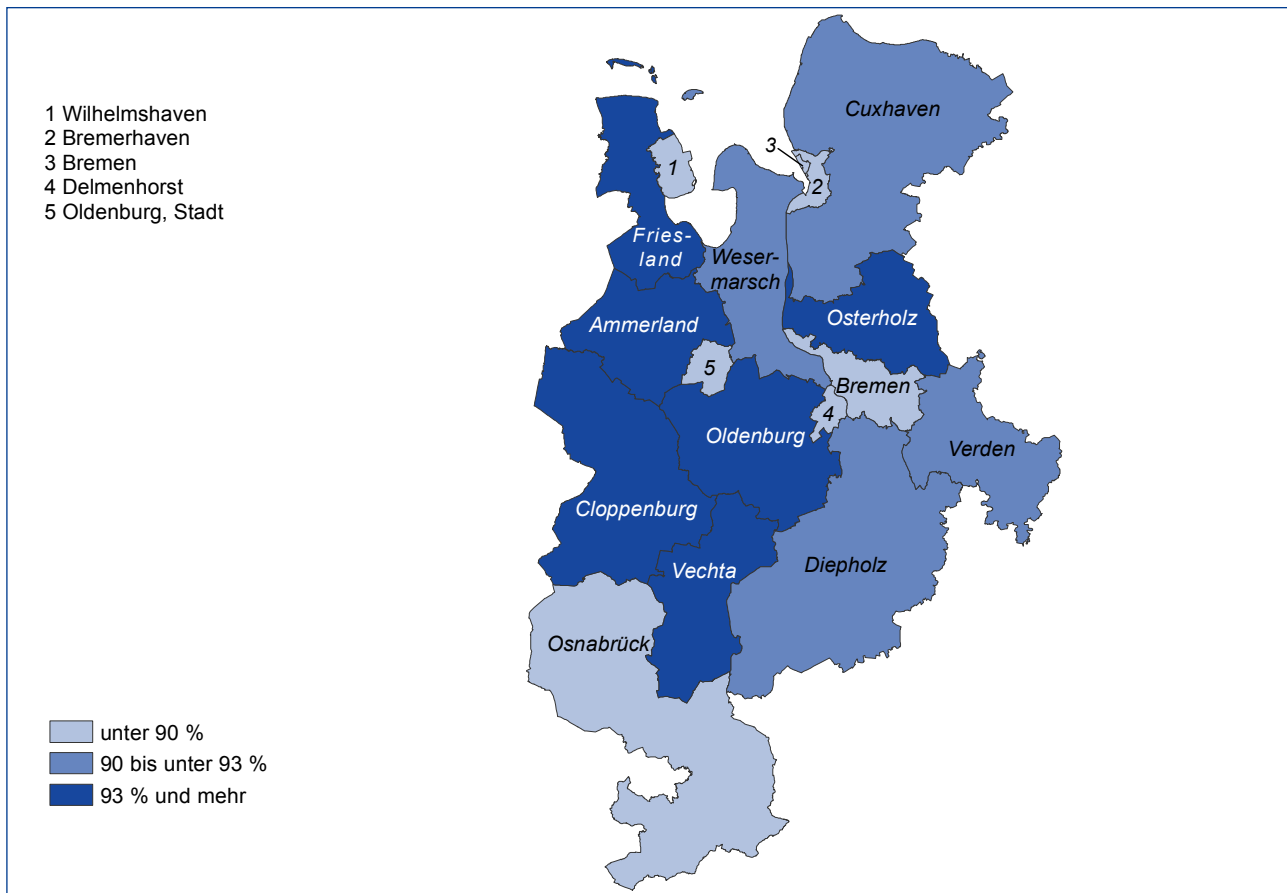 1 Wilhelmshaven
2 Bremerhaven
3 Bremen
4 Delmenhorst
5 Oldenburg, Stadt
Cuxhaven
3
1
2
Fries-
land
Weser-
marsch
Osterholz
Ammerland
5
Bremen
4
Oldenburg
Verden
Cloppenburg
Vechta
Diepholz
Osnabrück
unter 90 %
90 bis unter 93 %
93 % und mehr